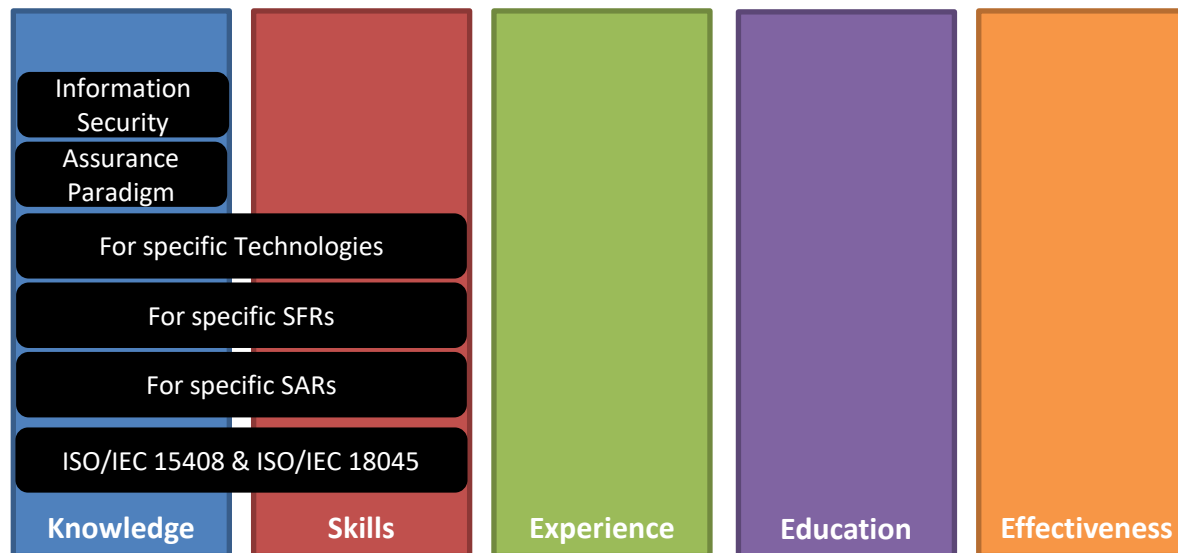 Information
Security
Assurance
Paradigm
For specific Technologies
For specific SFRs
For specific SARs
ISO/IEC 15408 & ISO/IEC 18045
Knowledge
Skills
Experience
Education
Effectiveness